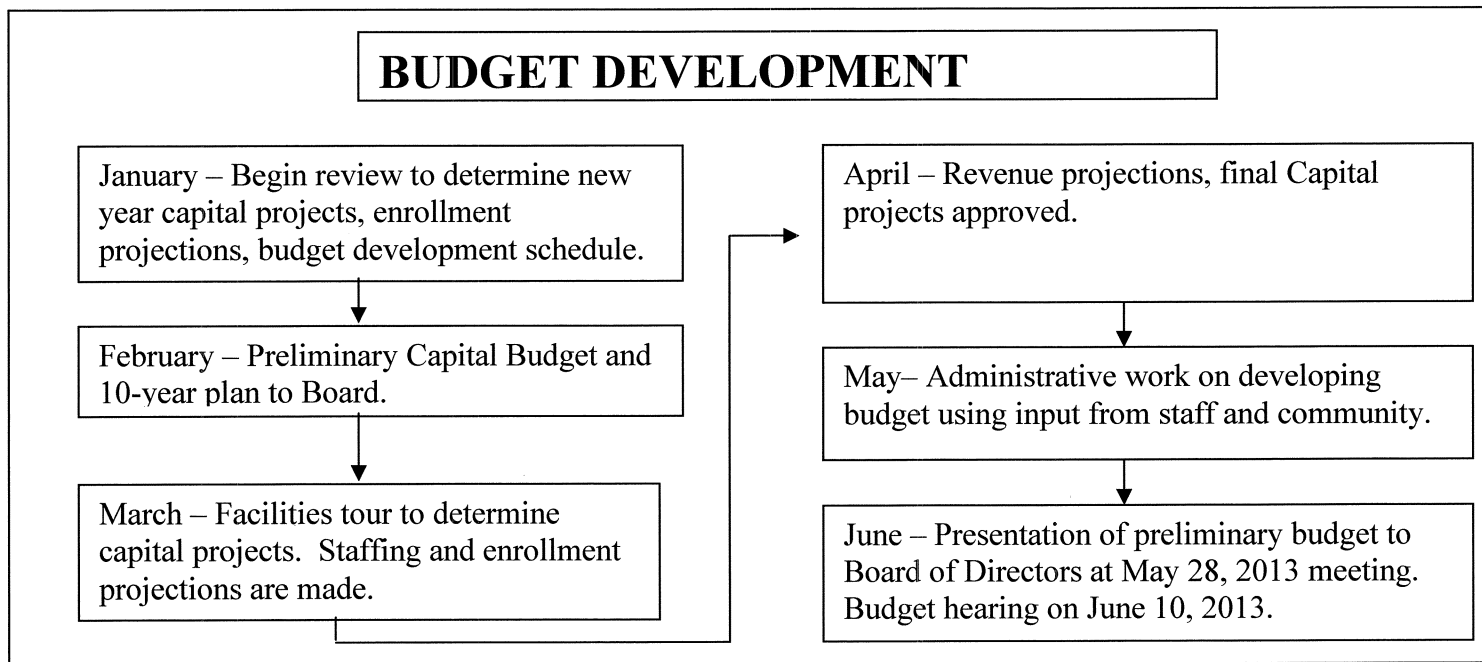 BUDGET DEVELOPMENT
January – Begin review to determine new
year capital projects, enrollment
projections, budget development schedule.
February – Preliminary Capital Budget and
10-year plan to Board.
March – Facilities tour to determine
capital projects.  Staffing and enrollment
projections are made.
April – Revenue projections, final Capital
projects approved.
May– Administrative work on developing
budget using input from staff and community.
June – Presentation of preliminary budget to
Board of Directors at May 28, 2013 meeting.
Budget hearing on June 10, 2013.